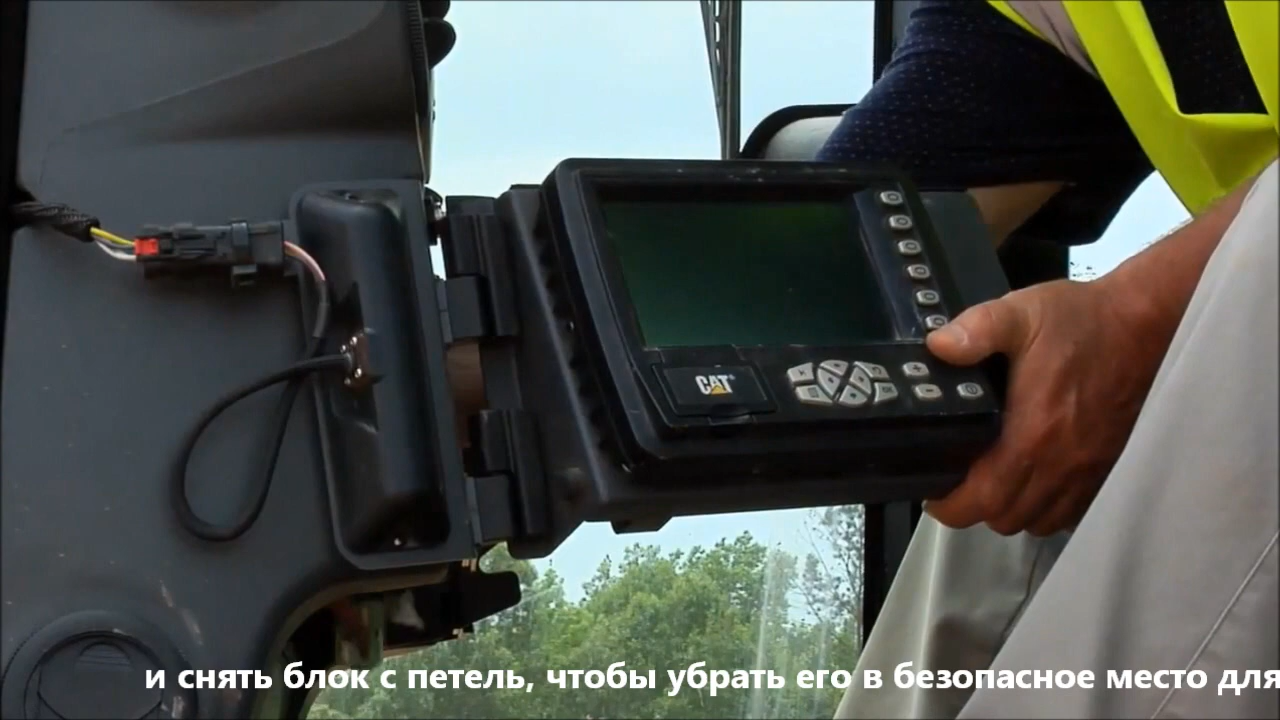 CAT
и снять блок с петель, чтобы убрать его в безопасное место для